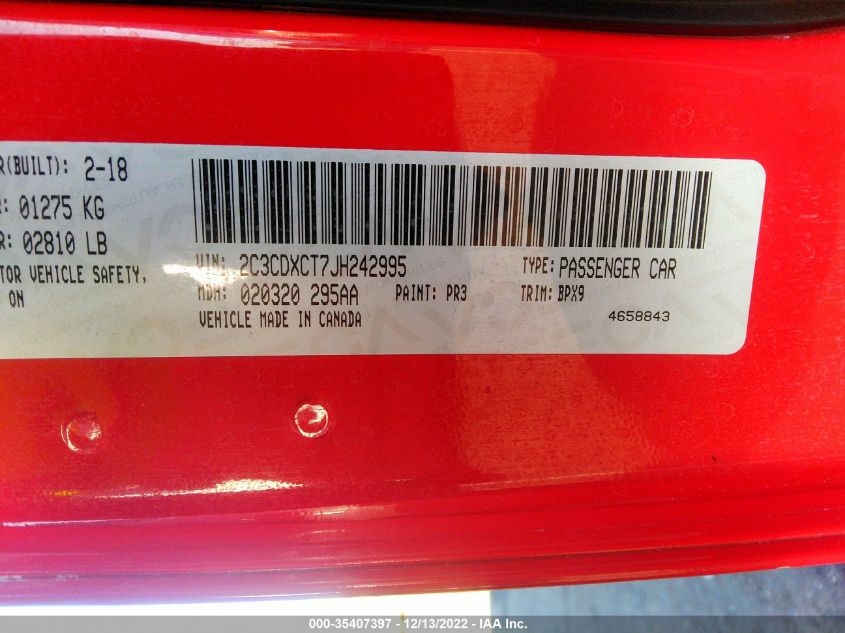 R(BUILT): 2-18
R: 01275 KG
R: 02810 LB
TOR VEHICLE SAFETY,
ON
VIN: 2C3CDXCT7JH242995 TYPE: PASSENGER CAR
MDH: 020320 295AA PAINT: PR3 TRIM: BPX9
VEHICLE MADE IN CANADA 4658843
000-35407397 - 12/13/2022 - IAA Inc.